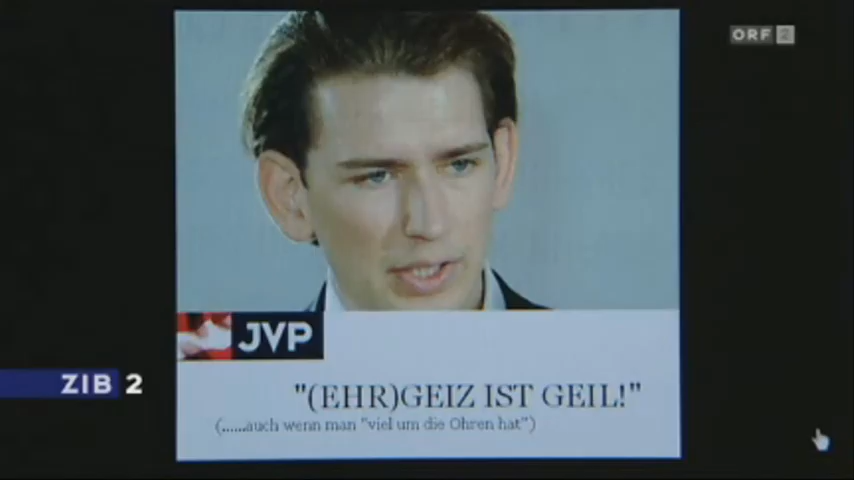 ORF 2
JVP
"(EHR)GEIZ IST GEIL!"
(......auch wenn man "viel um die Ohren hat")
ZIB 2